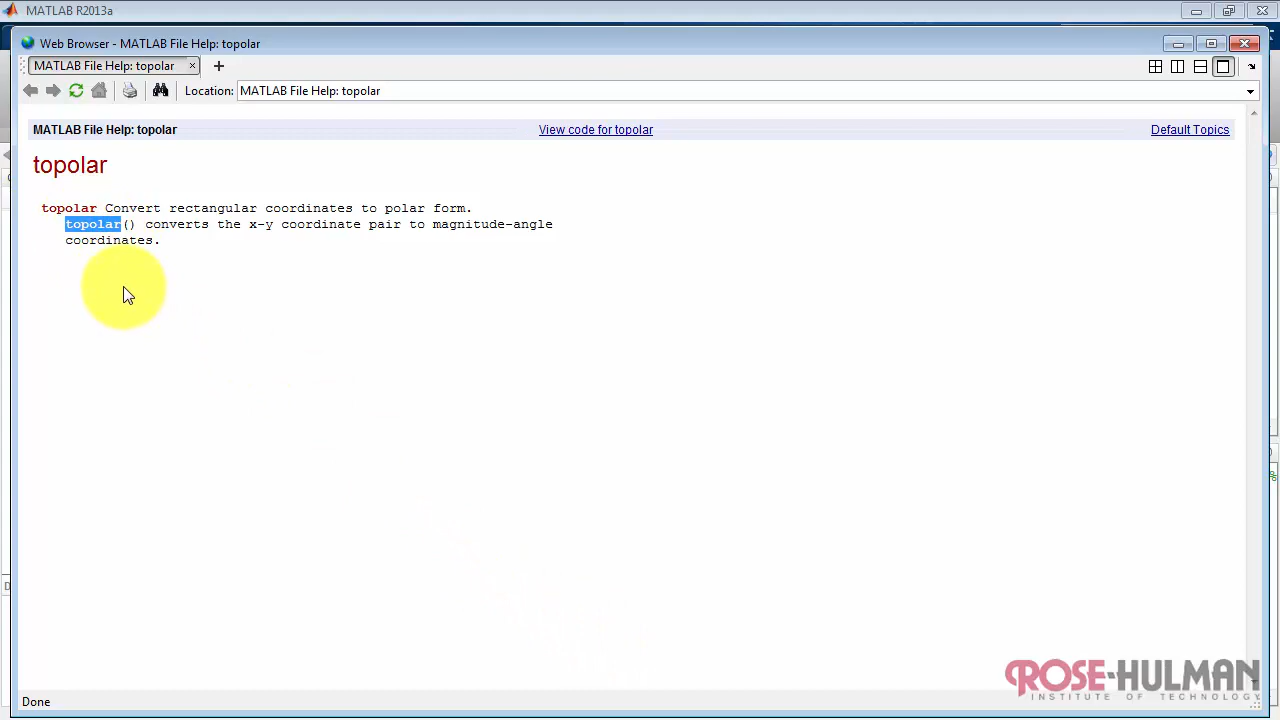 MATLAB R2013a
Web Browser - MATLAB File Help: topolar
MATLAB File Help: topolar
Location: MATLAB File Help: topolar
MATLAB File Help: topolar View code for topolar Default Topics
topolar
topolar Convert rectangular coordinates to polar form.
topolar() converts the x-y coordinate pair to magnitude-angle
coordinates.
ROSE-HULMAN
INSTITUTE OF TECHNOLOGY
Done